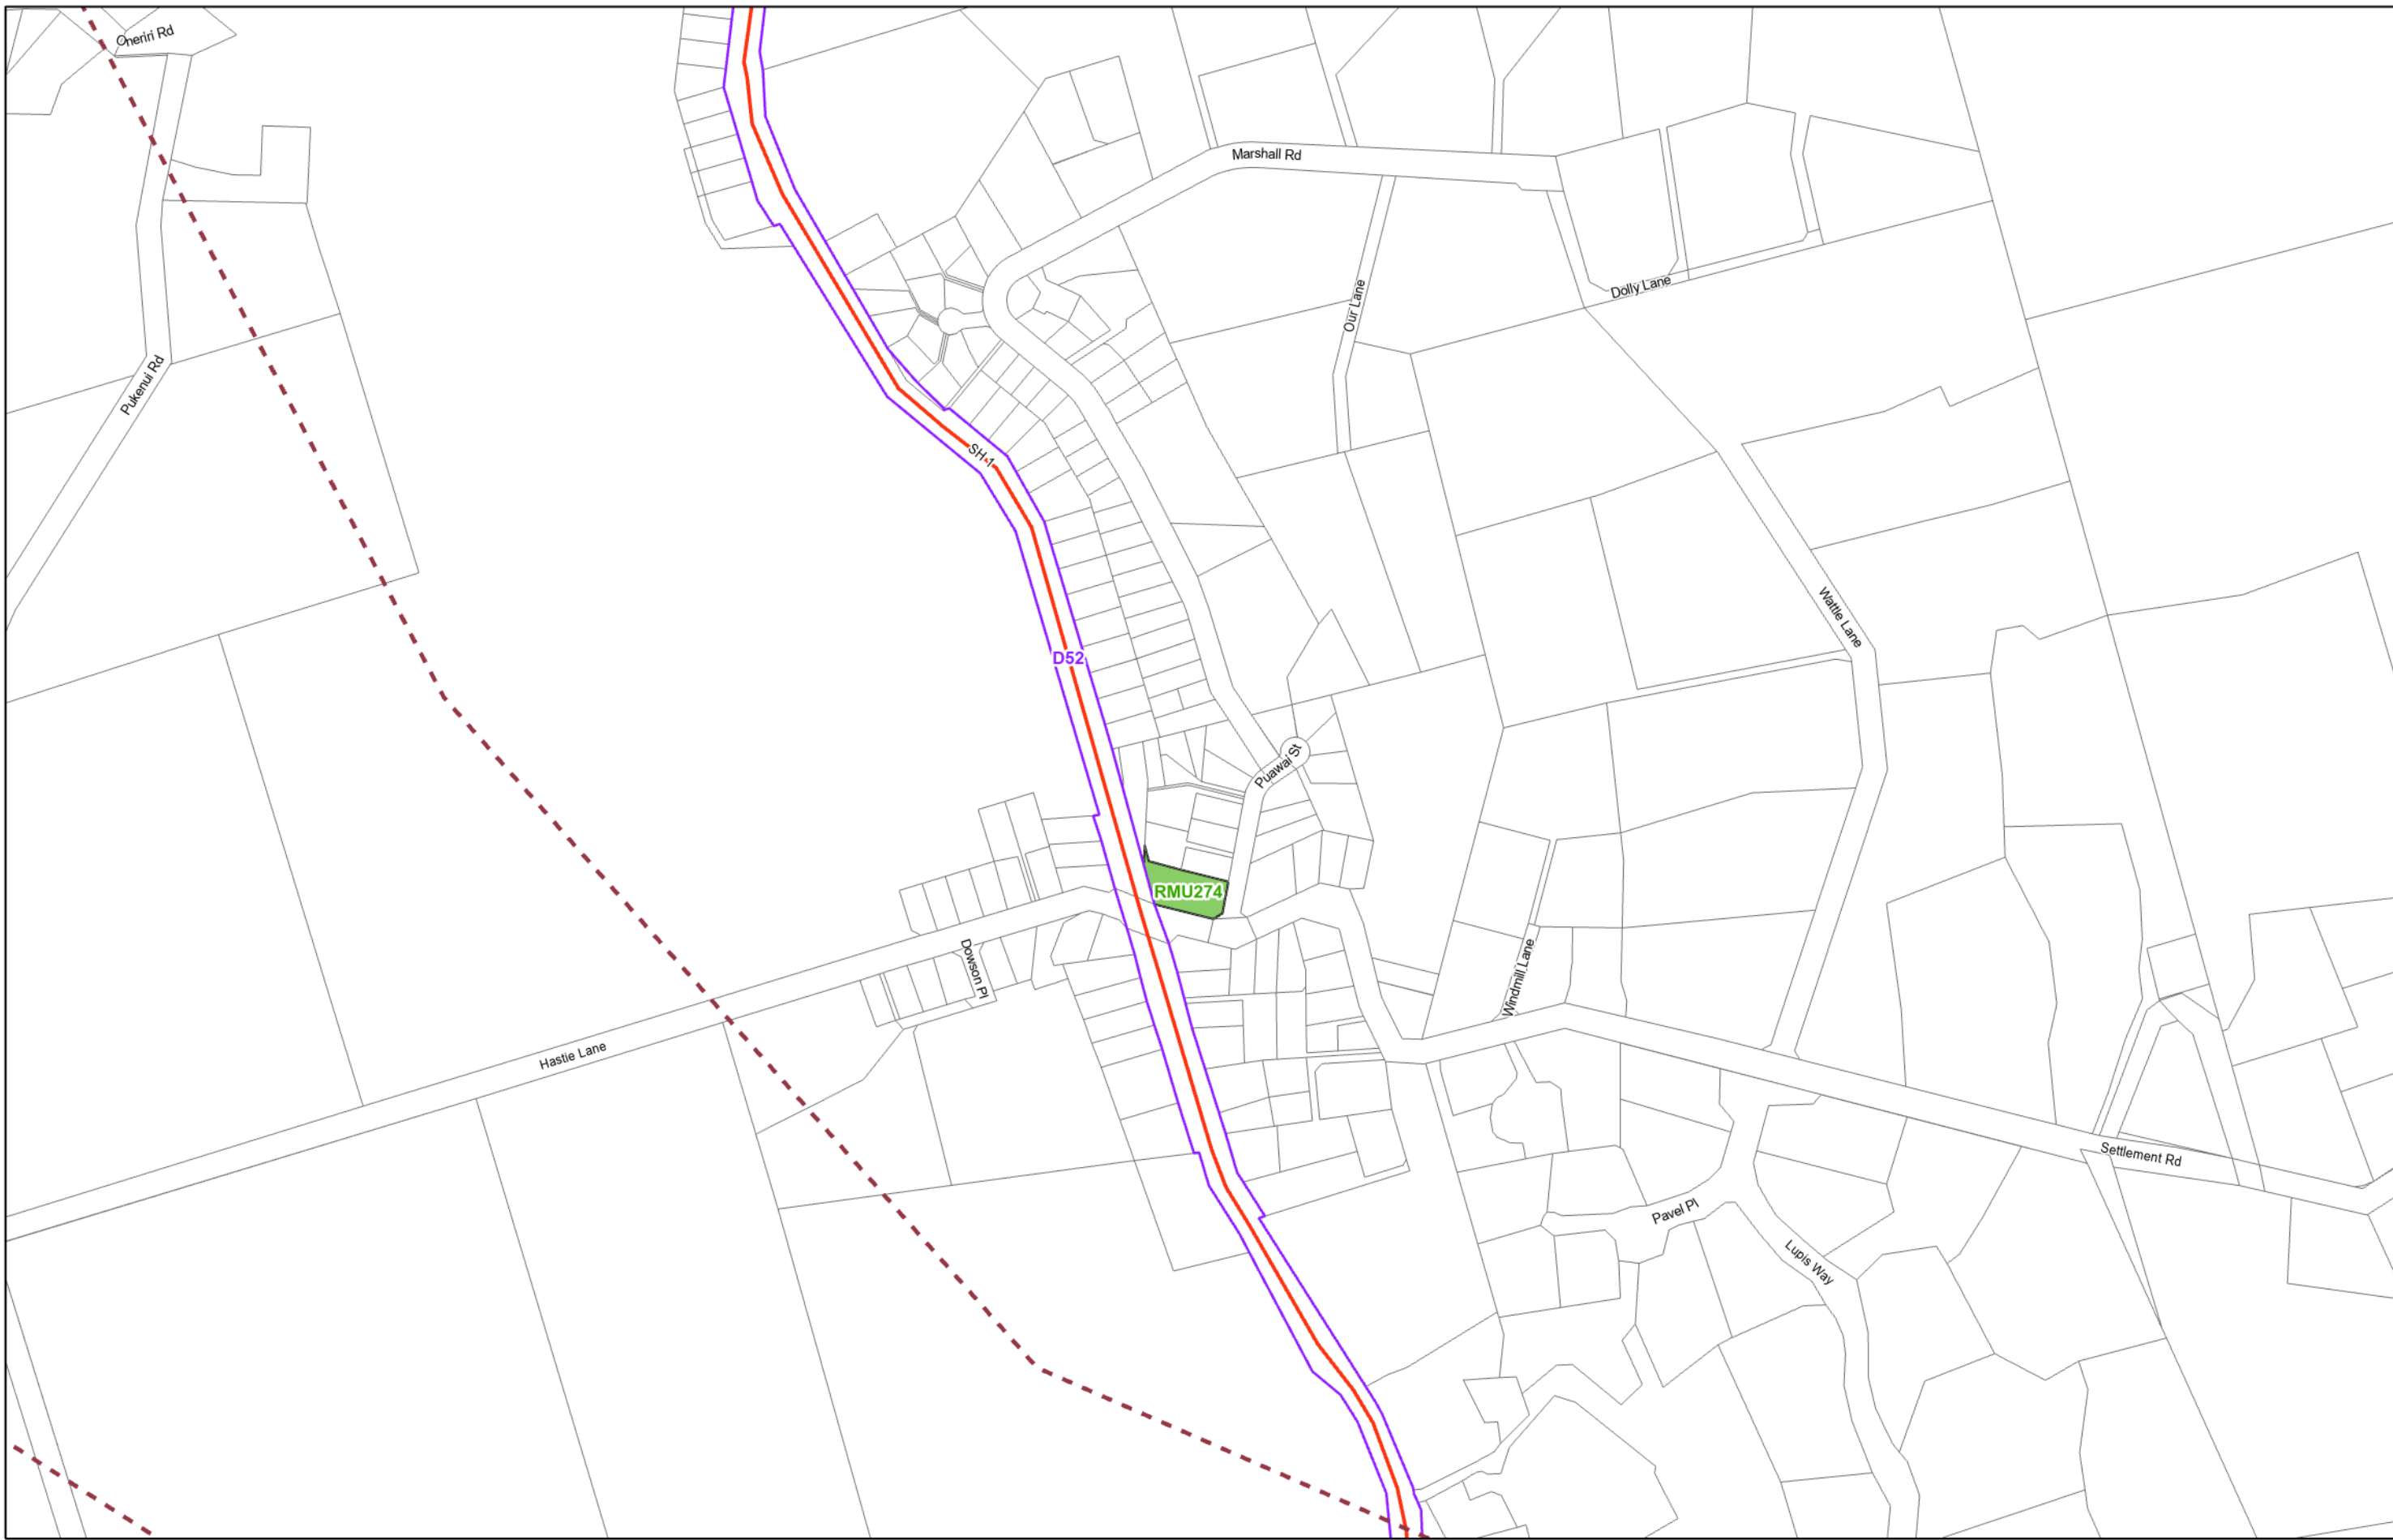 Oneriri Rd
Marshall Rd
Dolly Lane
Our Lane
Pukenui Rd
SH 1
Wattle Lane
D52
Puawai St
RMU274
Dowson Pl
Windmill Lane
Hastie Lane
Settlement Rd
Pavel Pl
Lupis Way